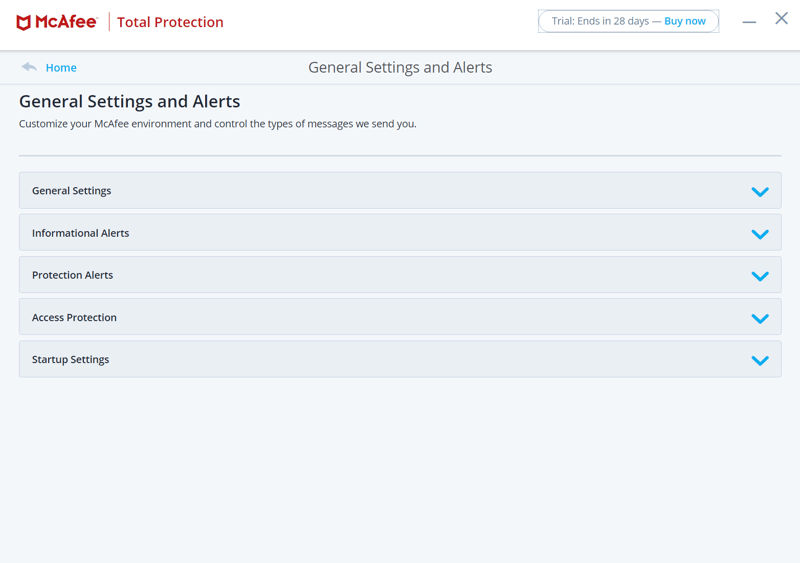 McAfee | Total Protection
Trial: Ends in 28 days — Buy now
Home
General Settings and Alerts
General Settings and Alerts
Customize your McAfee environment and control the types of messages we send you.
General Settings
Informational Alerts
Protection Alerts
Access Protection
Startup Settings